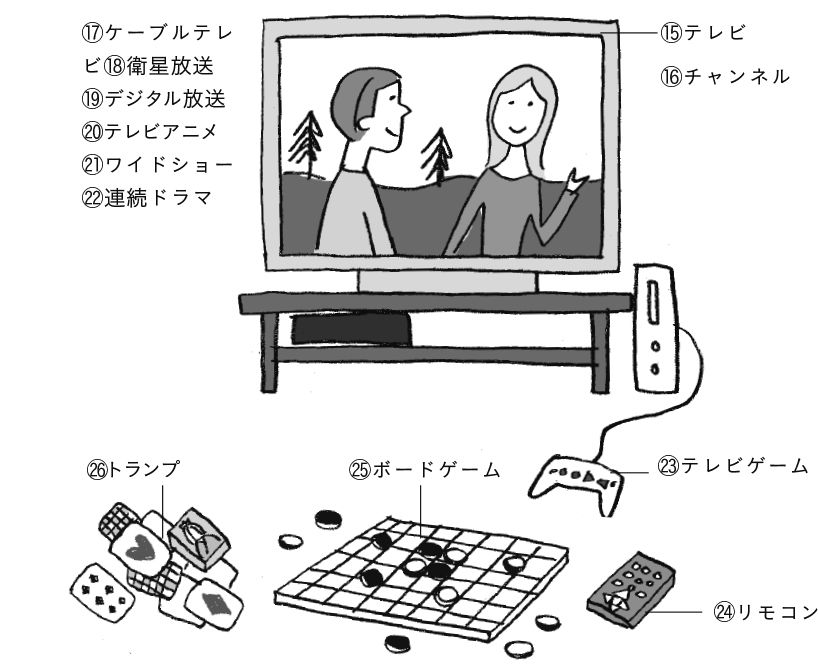 ⑰ケーブルテレ
ビ⑱衛星放送
⑲デジタル放送
⑳テレビアニメ
㉑ワイドショー
㉒連続ドラマ
⑮テレビ
⑯チャンネル
㉖トランプ
㉕ボードゲーム
㉓テレビゲーム
㉔リモコン